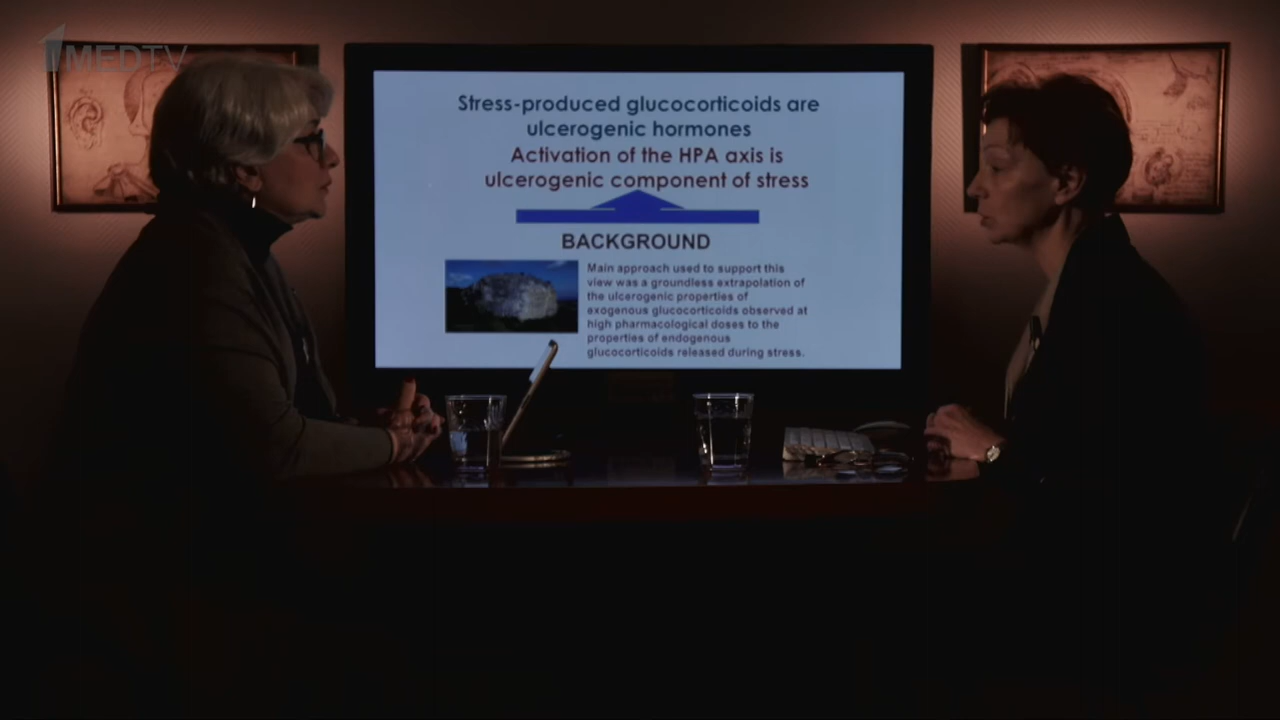 1MEDTV
Stress-produced glucocorticoids are
ulcerogenic hormones
Activation of the HPA axis is
ulcerogenic component of stress
BACKGROUND
Main approach used to support this
view was a groundless extrapolation of
the ulcerogenic properties of
exogenous glucocorticoids observed at
high pharmacological doses to the
properties of endogenous
glucocorticoids released during stress.